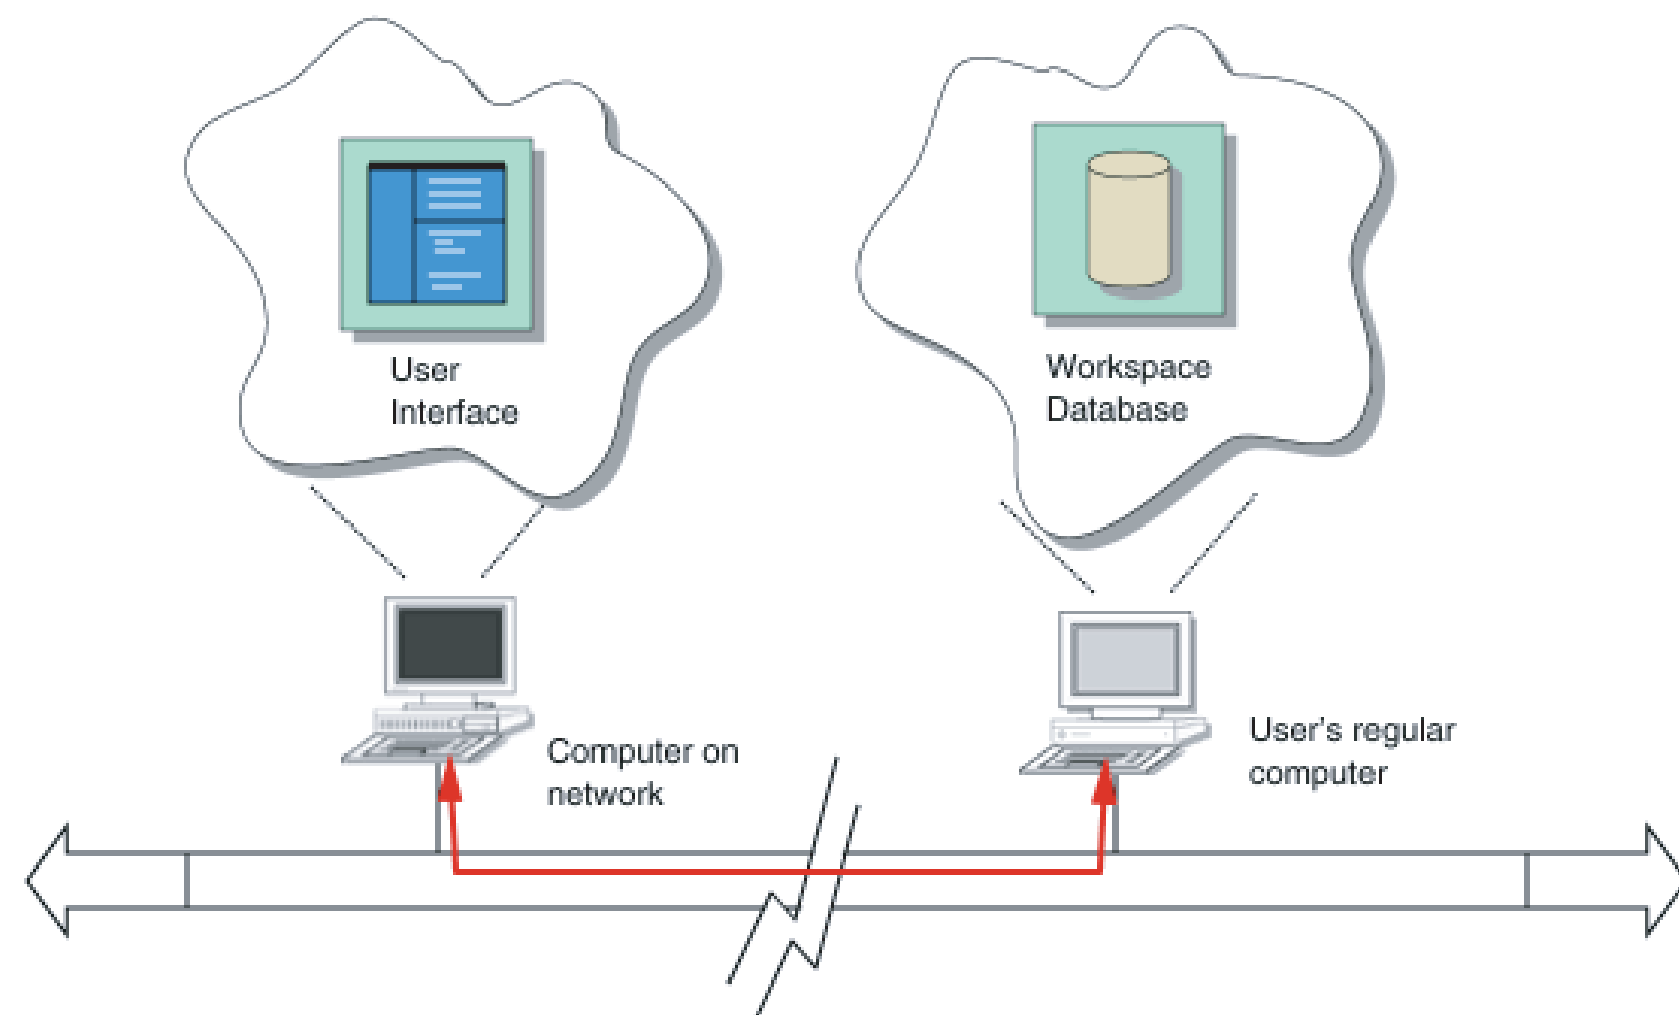 User
Interface
Workspace
Database
Computer on
network
User's regular
computer